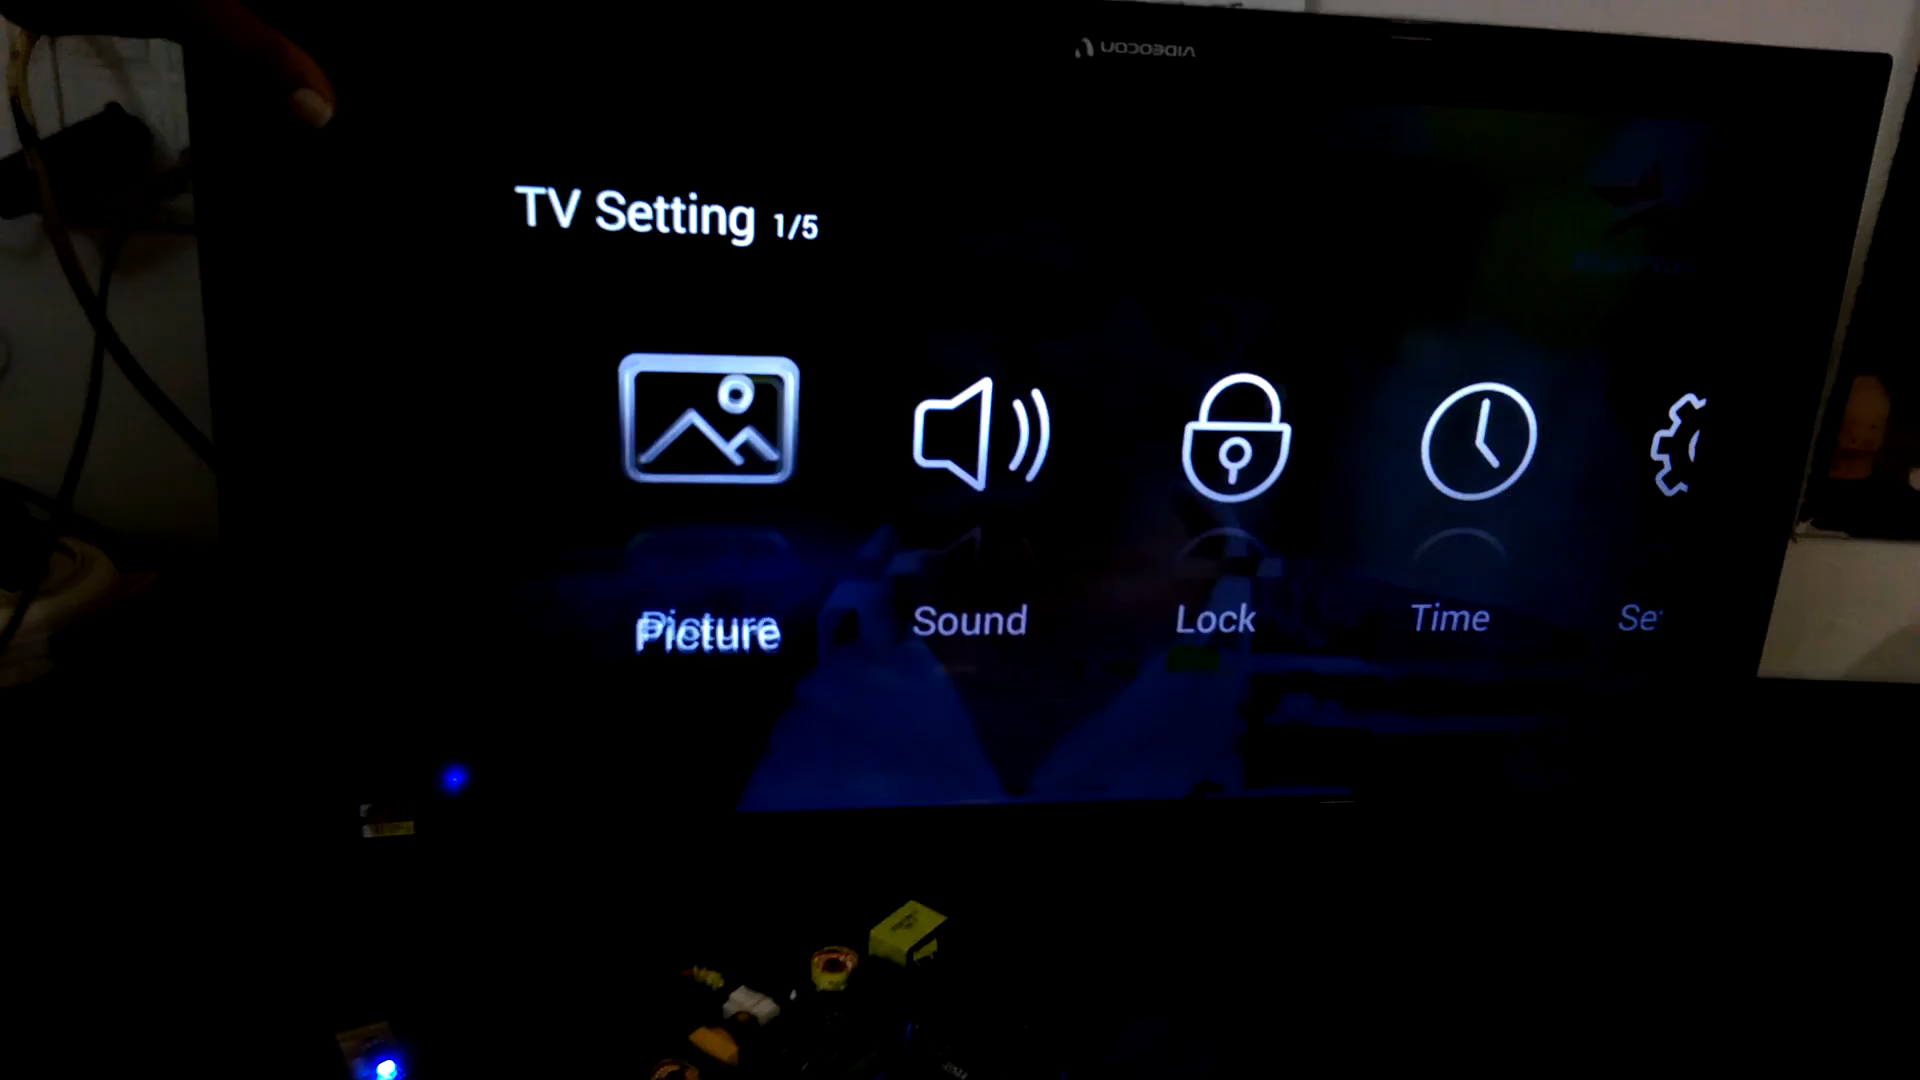 VIDEOCON
TV Setting 1/5
Picture
Sound
Lock
Time
Se